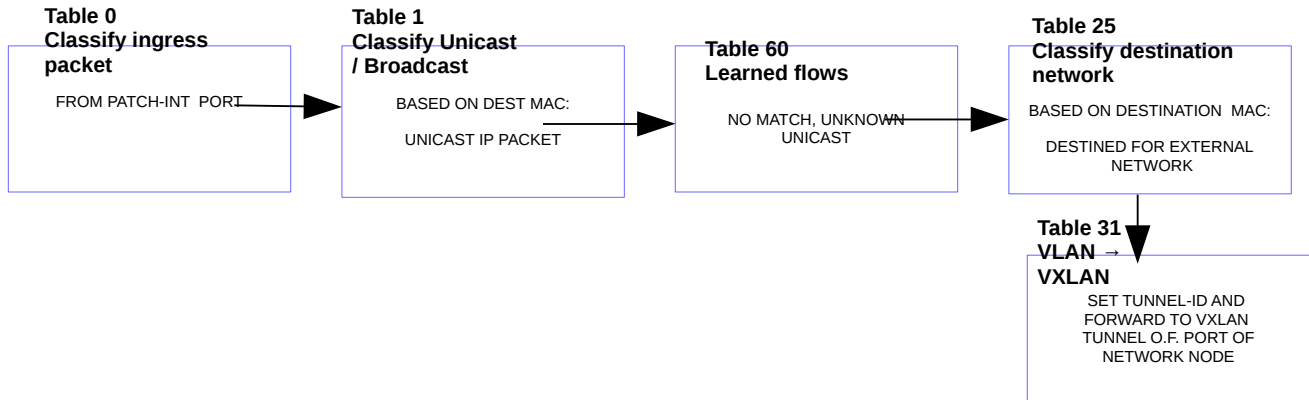 Table 0
Classify ingress
packet
FROM PATCH-INT PORT
Table 1
Classify Unicast
/ Broadcast
BASED ON DEST MAC:
UNICAST IP PACKET
Table 60
Learned flows
NO MATCH, UNKNOWN
UNICAST
Table 25
Classify destination
network
BASED ON DESTINATION MAC:
DESTINED FOR EXTERNAL
NETWORK
Table 31
VLAN →
VXLAN
SET TUNNEL-ID AND
FORWARD TO VXLAN
TUNNEL O.F. PORT OF
NETWORK NODE